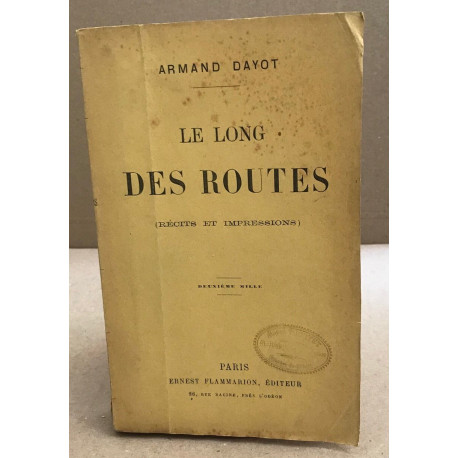 ARMAND DAYOT
LE LONG
DES ROUTES
(RÉCITS ET IMPRESSIONS)
DEUXIÈME MILLE
PARIS
ERNEST FLAMMARION, ÉDITEUR
26, RUE RACINE, PRÈS L'ODÉON